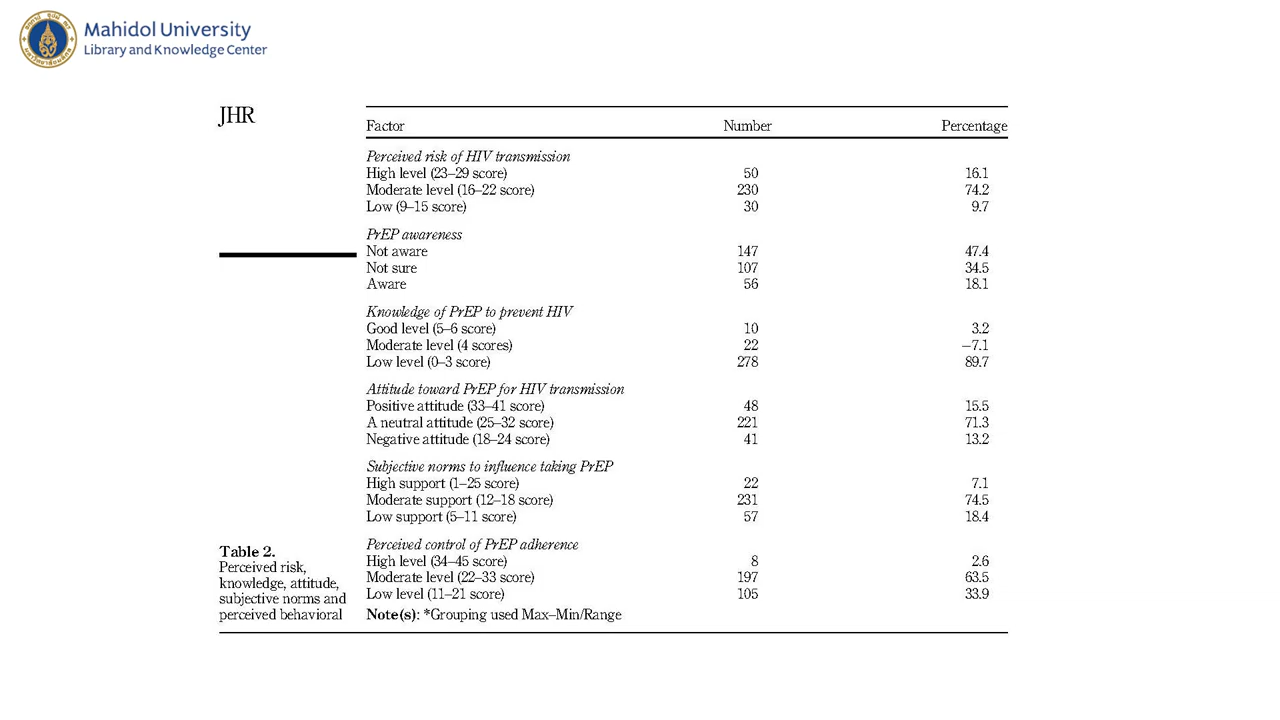 Mahidol University
Library and Knowledge Center
JHR
Factor Number Percentage
Perceived risk of HIV transmission
High level (23–29 score) 50 16.1
Moderate level (16–22 score) 230 74.2
Low (9–15 score) 30 9.7
PrEP awareness
Not aware 147 47.4
Not sure 107 34.5
Aware 56 18.1
Knowledge of PrEP to prevent HIV
Good level (5–6 score) 10 3.2
Moderate level (4 scores) 22 –7.1
Low level (0–3 score) 278 89.7
Attitude toward PrEP for HIV transmission
Positive attitude (33–41 score) 48 15.5
A neutral attitude (25–32 score) 221 71.3
Negative attitude (18–24 score) 41 13.2
Subjective norms to influence taking PrEP
High support (1–25 score) 22 7.1
Moderate support (12–18 score) 231 74.5
Low support (5–11 score) 57 18.4
Perceived control of PrEP adherence
High level (34–45 score) 8 2.6
Moderate level (22–33 score) 197 63.5
Low level (11–21 score) 105 33.9
Note(s): *Grouping used Max–Min/Range
Table 2.
Perceived risk,
knowledge, attitude,
subjective norms and
perceived behavioral